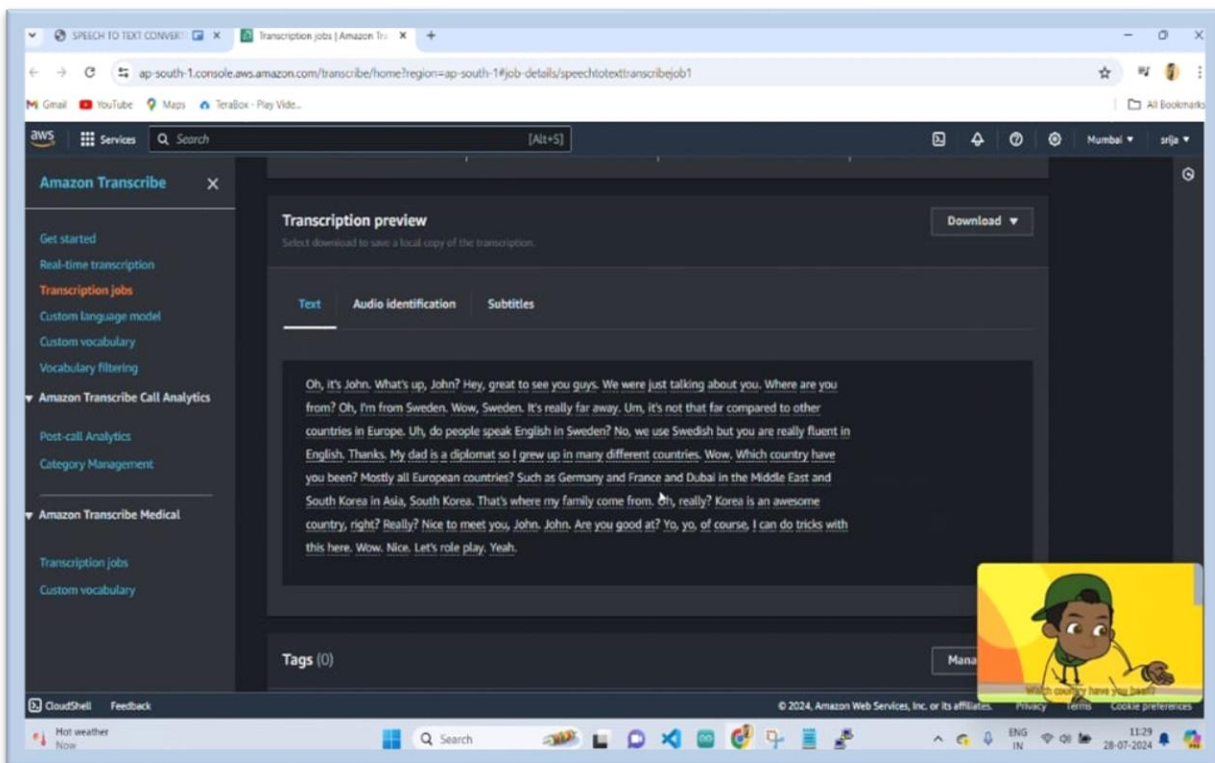 SPEECH TO TEXT CONVERT
Transcription jobs | Amazon Tr
ap-south-1.console.aws.amazon.com/transcribe/home?region=ap-south-1#job-details/speechtotexttranscribejob1
Gmail YouTube Maps TeraBox - Play Vide... All Bookmarks
aws Services Search [Alt+S] Mumbai srija
Amazon Transcribe
Get started
Real-time transcription
Transcription jobs
Custom language model
Custom vocabulary
Vocabulary filtering
Amazon Transcribe Call Analytics
Post-call Analytics
Category Management
Amazon Transcribe Medical
Transcription jobs
Custom vocabulary
Transcription preview
Download
Select download to save a local copy of the transcription.
Text Audio identification Subtitles
Oh, it's John. What's up, John? Hey, great to see you guys. We were just talking about you. Where are you
from? Oh, I'm from Sweden. Wow, Sweden. It's really far away. Um, it's not that far compared to other
countries in Europe. Uh, do people speak English in Sweden? No, we use Swedish but you are really fluent in
English. Thanks. My dad is a diplomat so I grew up in many different countries. Wow. Which country have
you been? Mostly all European countries? Such as Germany and France and Dubai in the Middle East and
South Korea in Asia, South Korea. That's where my family come from. Oh, really? Korea is an awesome
country, right? Really? Nice to meet you, John. John. Are you good at? Yo, yo, of course, I can do tricks with
this here. Wow. Nice. Let's role play. Yeah.
Tags (0)
Mana
Which country have you been?
CloudShell Feedback
© 2024, Amazon Web Services, Inc. or its affiliates. Privacy Terms Cookie preferences
Hot weather
Now
Search
ENG
IN
11:29
28-07-2024